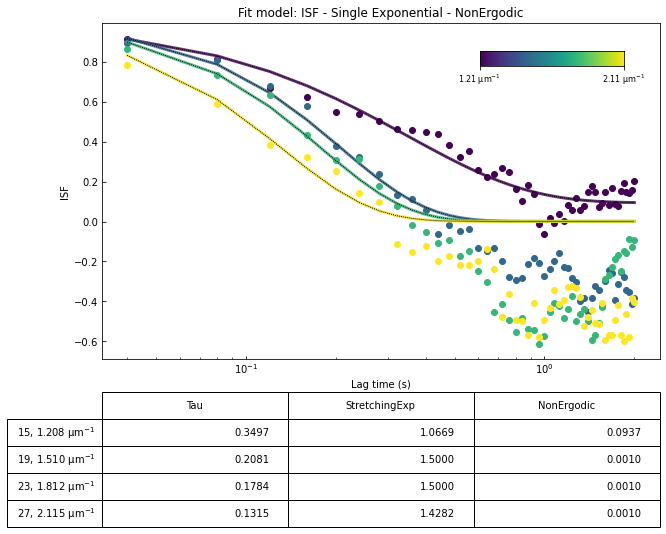 Fit model: ISF - Single Exponential - NonErgodic
1.21 μm⁻¹ 2.11 μm⁻¹
ISF
0.8
0.6
0.4
0.2
0.0
−0.2
−0.4
−0.6
10⁻¹ 10⁰
Lag time (s)
Tau StretchingExp NonErgodic
15, 1.208 μm⁻¹ 0.3497 1.0669 0.0937
19, 1.510 μm⁻¹ 0.2081 1.5000 0.0010
23, 1.812 μm⁻¹ 0.1784 1.5000 0.0010
27, 2.115 μm⁻¹ 0.1315 1.4282 0.0010